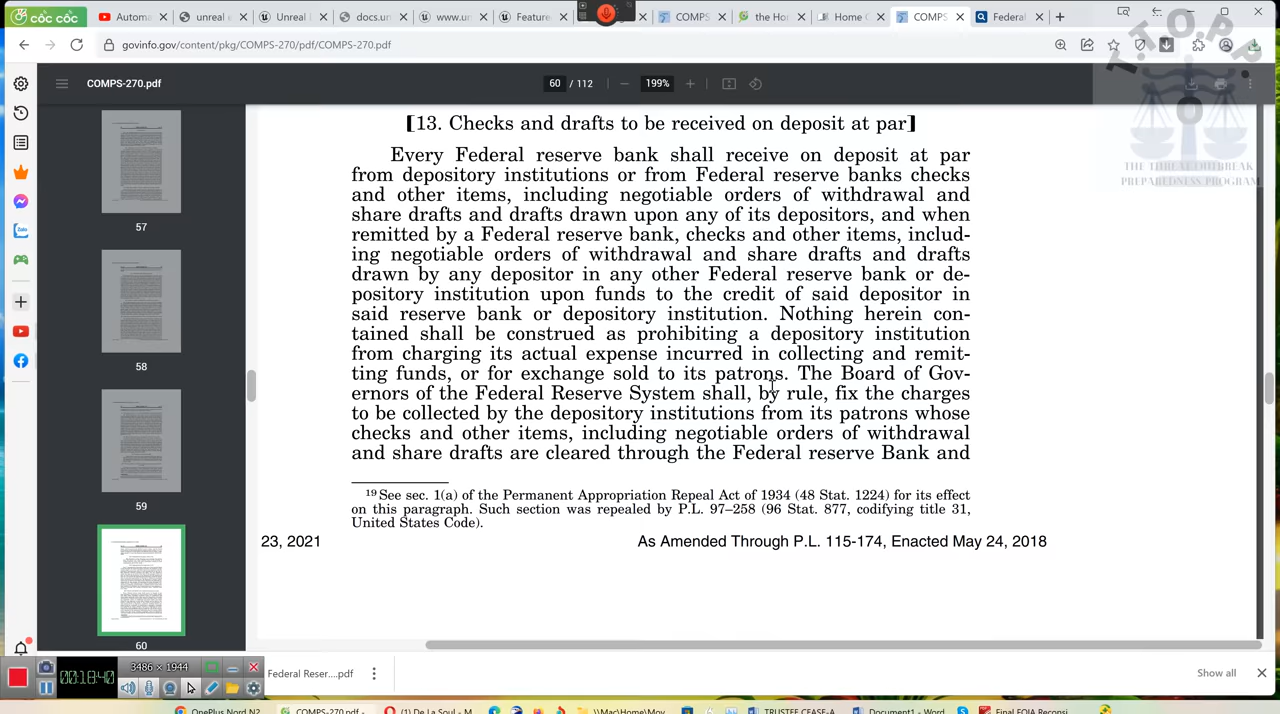 cốc cốc
Automa
unreal e
Unreal I
docs.un
www.un
Feature
COMPS
the Hor
Home C
COMPS
Federal
govinfo.gov/content/pkg/COMPS-270/pdf/COMPS-270.pdf
T.T.O.P.P
COMPS-270.pdf
60 / 112
199%
THE THREAT OUTBREAK
PREPAREDNESS PROGRAM
57
58
59
60
[13. Checks and drafts to be received on deposit at par]
Every Federal reserve bank shall receive on deposit at par
from depository institutions or from Federal reserve banks checks
and other items, including negotiable orders of withdrawal and
share drafts and drafts drawn upon any of its depositors, and when
remitted by a Federal reserve bank, checks and other items, includ-
ing negotiable orders of withdrawal and share drafts and drafts
drawn by any depositor in any other Federal reserve bank or de-
pository institution upon funds to the credit of said depositor in
said reserve bank or depository institution. Nothing herein con-
tained shall be construed as prohibiting a depository institution
from charging its actual expense incurred in collecting and remit-
ting funds, or for exchange sold to its patrons. The Board of Gov-
ernors of the Federal Reserve System shall, by rule, fix the charges
to be collected by the depository institutions from its patrons whose
checks and other items, including negotiable orders of withdrawal
and share drafts are cleared through the Federal reserve Bank and
19 See sec. 1(a) of the Permanent Appropriation Repeal Act of 1934 (48 Stat. 1224) for its effect
on this paragraph. Such section was repealed by P.L. 97–258 (96 Stat. 877, codifying title 31,
United States Code).
23, 2021
As Amended Through P.L. 115-174, Enacted May 24, 2018
Zalo
00:18:40
3486 × 1944
Federal Reser....pdf
Show all
OnePlus Nord N2
COMPS-270.pdf -
(1) De La Soul - M
\\Mac\Home\Mov
TRUSTEE CEASE-A
Document1 - Word
Final FOIA Reconsi